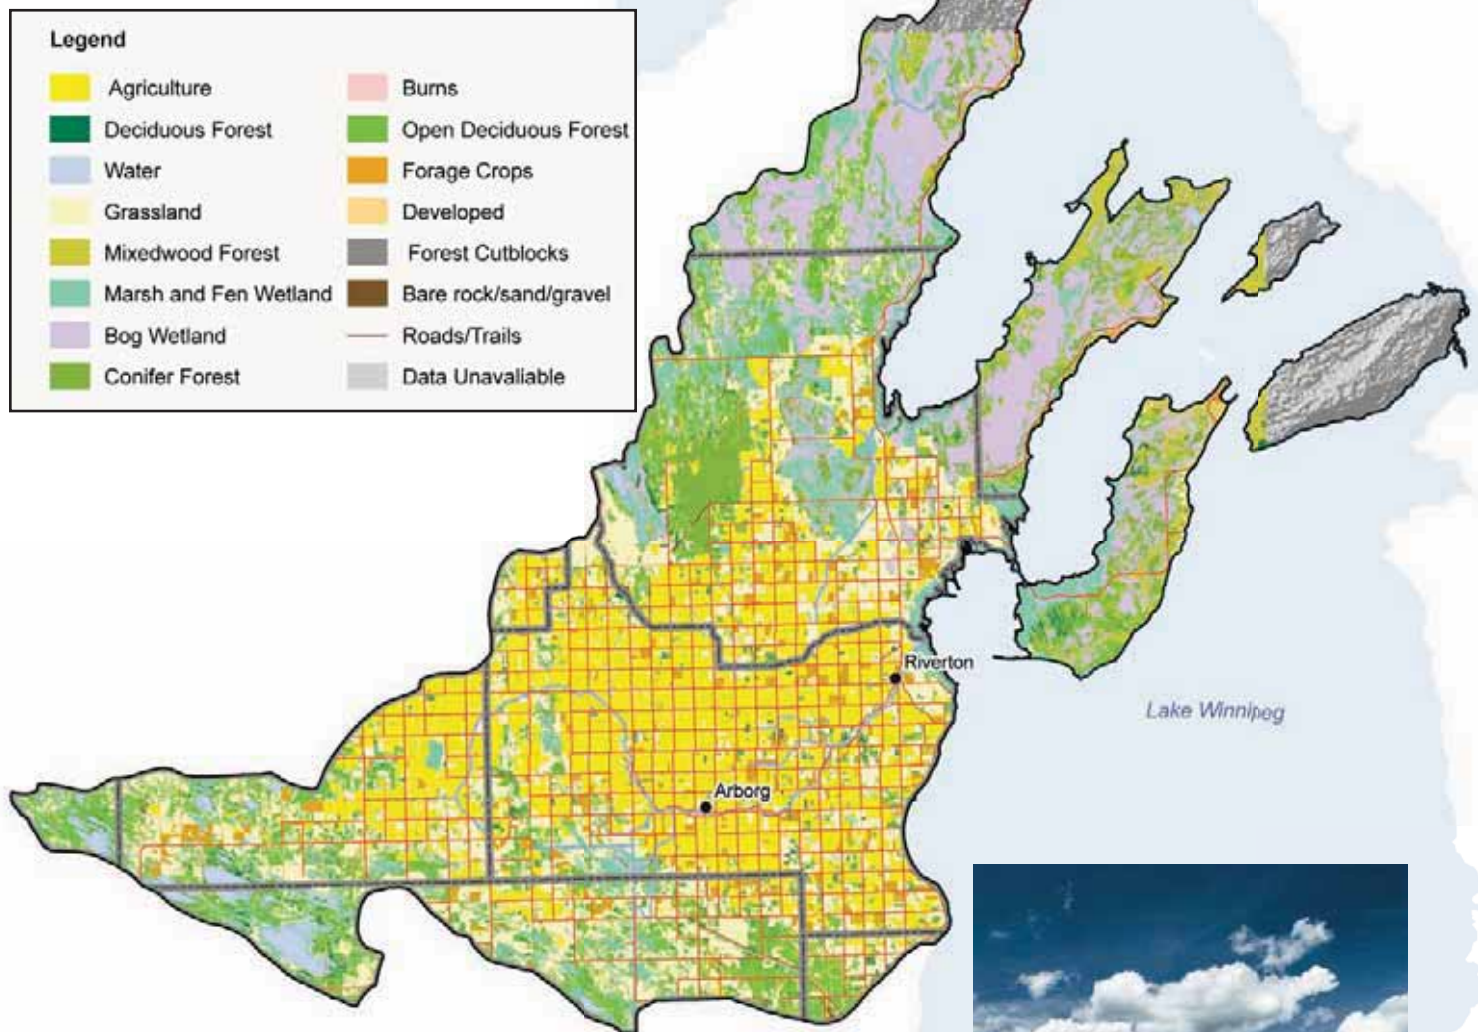 Legend
Agriculture
Deciduous Forest
Water
Grassland
Mixedwood Forest
Marsh and Fen Wetland
Bog Wetland
Conifer Forest
Burns
Open Deciduous Forest
Forage Crops
Developed
Forest Cutblocks
Bare rock/sand/gravel
Roads/Trails
Data Unavaliable
Riverton
Lake Winnipeg
Arborg